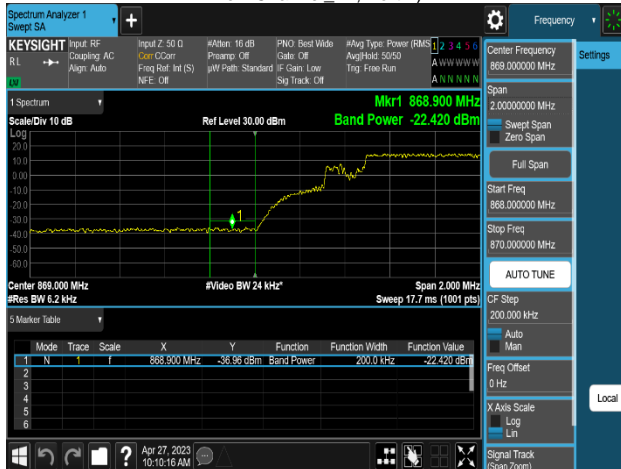 Spectrum Analyzer 1
Swept SA
+
Frequency
KEYSIGHT
RL
Input: RF
Coupling: AC
Align: Auto
Input Z: 50 Ω
Corr CCorr
Freq Ref: Int (S)
NFE: Off
#Atten: 16 dB
Preamp: Off
µW Path: Standard
PNO: Best Wide
Gate: Off
IF Gain: Low
Sig Track: Off
#Avg Type: Power (RMS
Avg|Hold: 50/50
Trig: Free Run
1 2 3 4 5 6
A W W W W W
A N N N N N
1 Spectrum
Scale/Div 10 dB
Ref Level 30.00 dBm
Mkr1 868.900 MHz
Band Power -22.420 dBm
Log
20.0
10.0
0.00
-10.0
-20.0
-30.0
-40.0
-50.0
-60.0
1
Center 869.000 MHz
#Video BW 24 kHz*
Span 2.000 MHz
#Res BW 6.2 kHz
Sweep 17.7 ms (1001 pts)
5 Marker Table
Mode Trace Scale X Y Function Function Width Function Value
1 N 1 f 868.900 MHz -36.96 dBm Band Power 200.0 kHz -22.420 dBm
2
3
4
5
6
?
Apr 27, 2023
10:10:16 AM
Center Frequency
869.000000 MHz
Settings
Span
2.00000000 MHz
Swept Span
Zero Span
Full Span
Start Freq
868.000000 MHz
Stop Freq
870.000000 MHz
AUTO TUNE
CF Step
200.000 kHz
Auto
Man
Freq Offset
0 Hz
X Axis Scale
Log
Lin
Local
Signal Track
(Span Zoom)